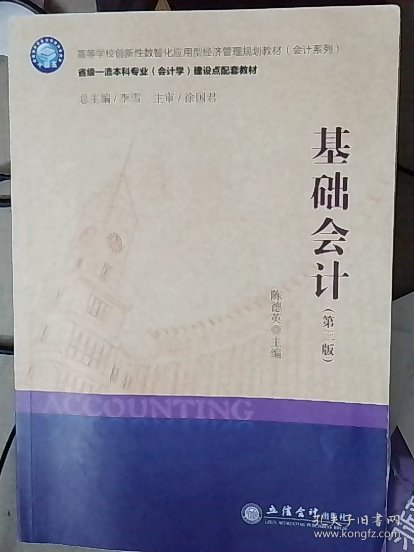 高等学校创新性数智化应用型经济管理规划教材（会计系列）
省级一流本科专业（会计学）建设点配套教材
总主编/李雪 主审/徐国君
基础会计
（第三版）
陈德英◎主编
ACCOUNTING
立信会计出版社
LIXIN ACCOUNTING PUBLISHING HOUSE
孔夫子旧书网
kongfz.com